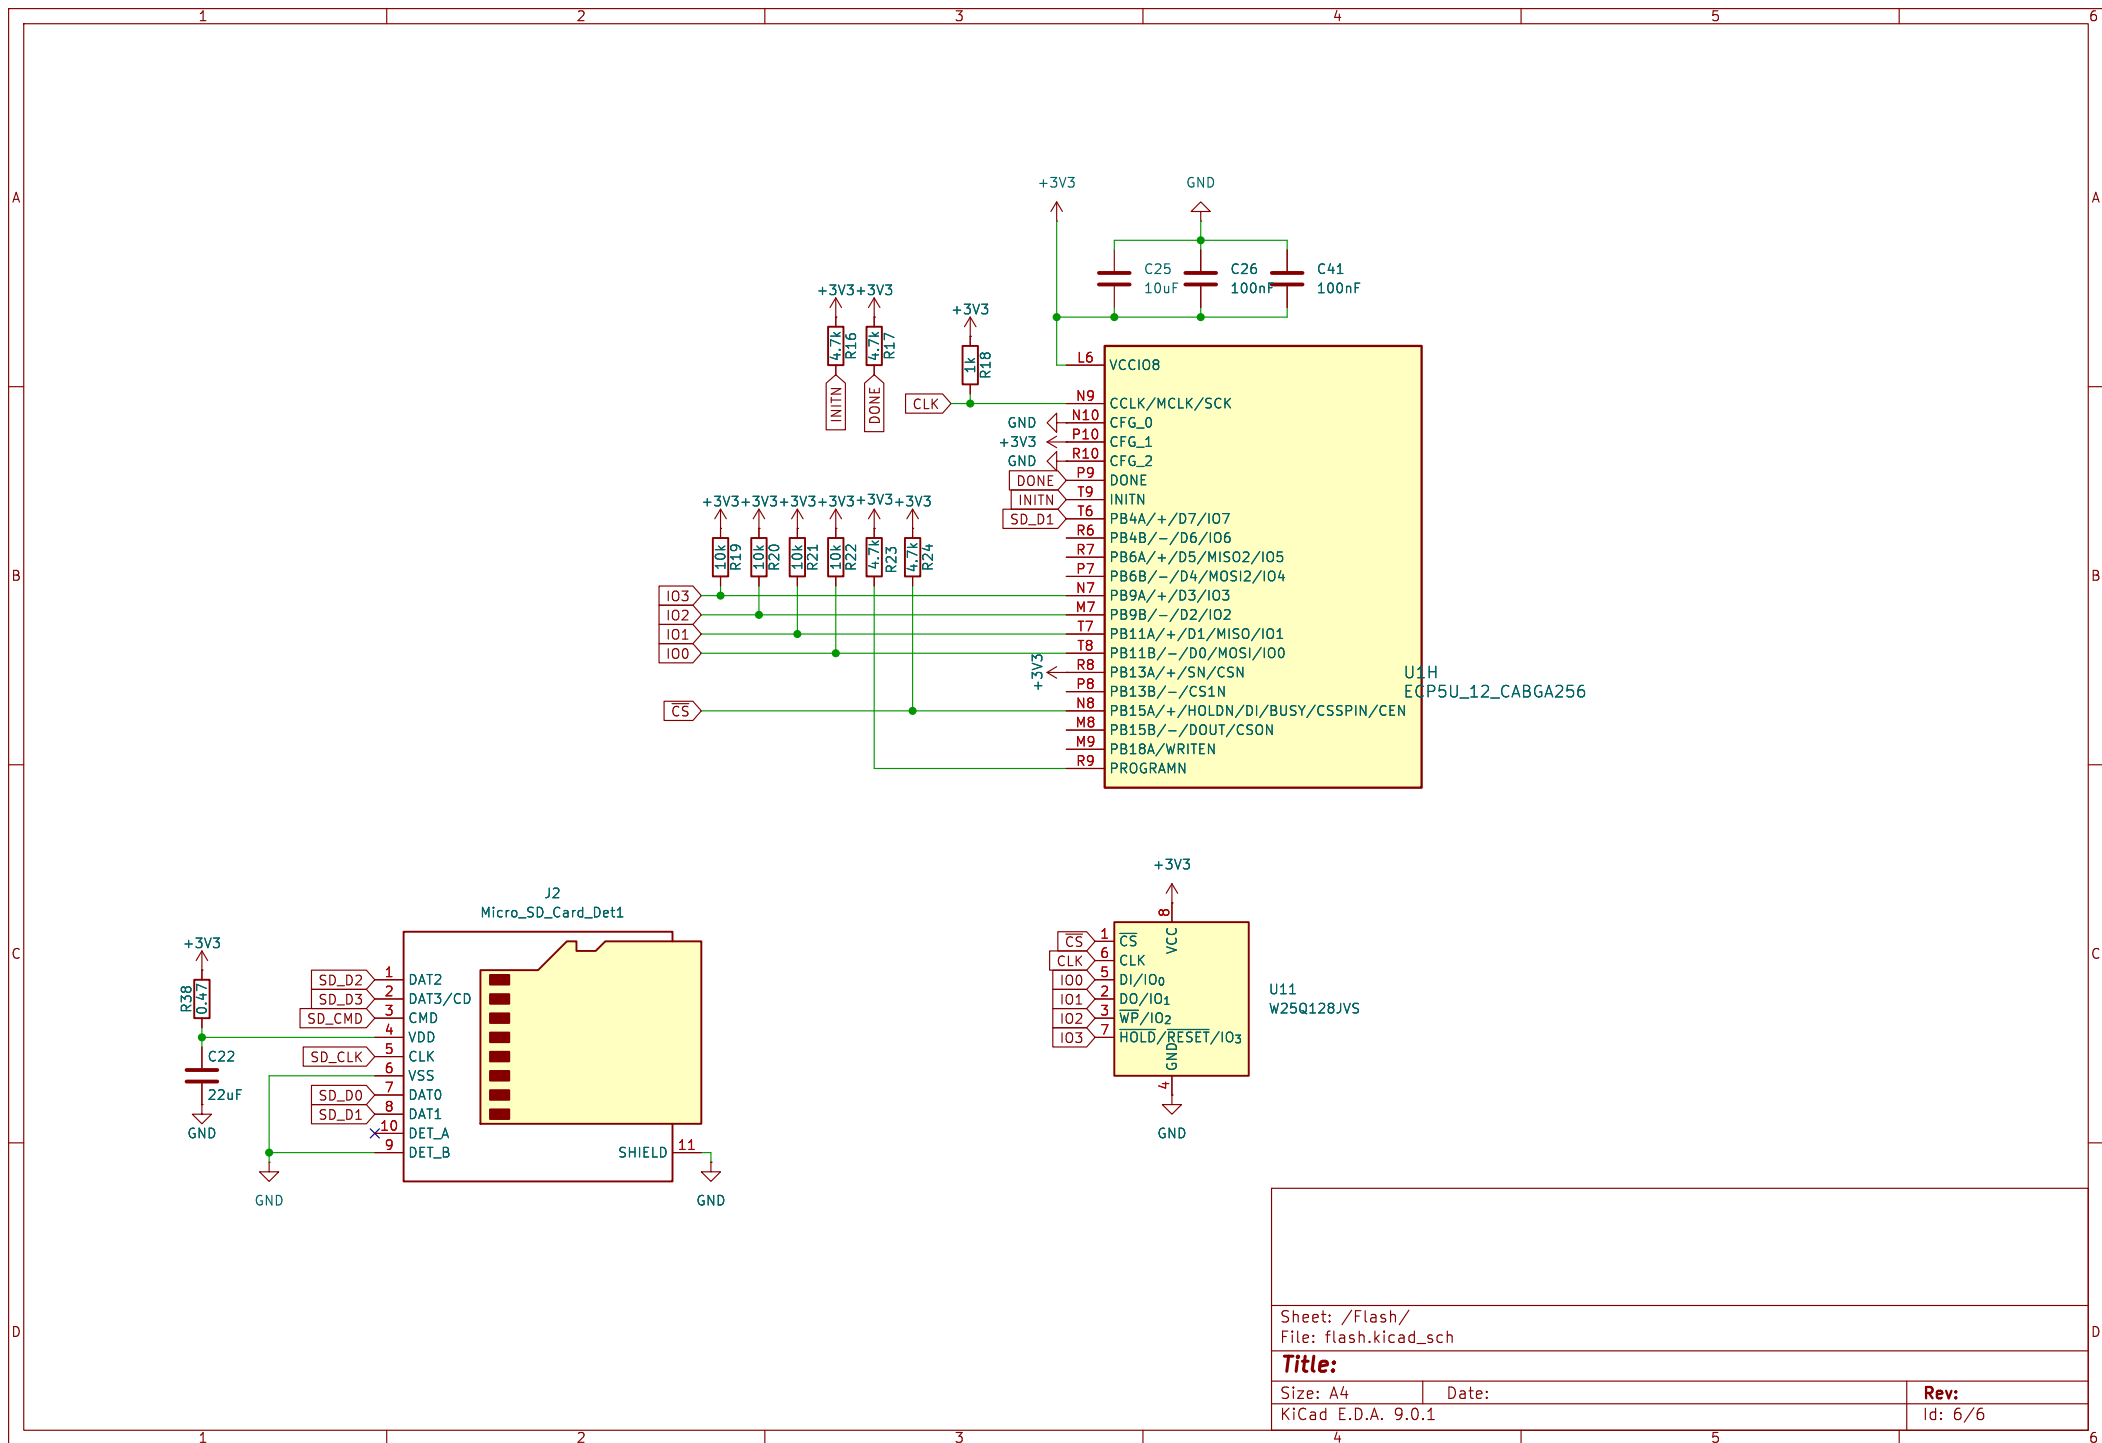 1 2 3 4 5 6
A A
B B
C C
D D
+3V3 GND
C25 10uF
C26 100nF
C41 100nF
+3V3 +3V3
4.7k R16
4.7k R17
INITN
DONE
+3V3
1k R18
CLK
L6 VCCIO8
N9 CCLK/MCLK/SCK
GND N10 CFG_0
+3V3 P10 CFG_1
GND R10 CFG_2
DONE P9 DONE
INITN T9 INITN
SD_D1 T6 PB4A/+/D7/IO7
R6 PB4B/-/D6/IO6
R7 PB6A/+/D5/MISO2/IO5
P7 PB6B/-/D4/MOSI2/IO4
N7 PB9A/+/D3/IO3
M7 PB9B/-/D2/IO2
T7 PB11A/+/D1/MISO/IO1
T8 PB11B/-/D0/MOSI/IO0
+3V3 R8 PB13A/+/SN/CSN
P8 PB13B/-/CS1N
N8 PB15A/+/HOLDN/DI/BUSY/CSSPIN/CEN
M8 PB15B/-/DOUT/CSON
M9 PB18A/WRITEN
R9 PROGRAMN
U1H
ECP5U_12_CABGA256
+3V3 +3V3 +3V3 +3V3 +3V3 +3V3
10k R19
10k R20
10k R21
10k R22
4.7k R23
4.7k R24
IO3
IO2
IO1
IO0
CS
J2
Micro_SD_Card_Det1
+3V3
R38 0.47
C22
22uF
GND
SD_D2 1 DAT2
SD_D3 2 DAT3/CD
SD_CMD 3 CMD
4 VDD
SD_CLK 5 CLK
6 VSS
SD_D0 7 DAT0
SD_D1 8 DAT1
10 DET_A
9 DET_B
SHIELD 11
GND
GND
+3V3
8 VCC
CS 1 CS
CLK 6 CLK
IO0 5 DI/IO0
IO1 2 DO/IO1
IO2 3 WP/IO2
IO3 7 HOLD/RESET/IO3
GND 4
GND
U11
W25Q128JVS
Sheet: /Flash/
File: flash.kicad_sch
Title:
Size: A4 Date: Rev:
KiCad E.D.A. 9.0.1 Id: 6/6
1 2 3 4 5 6